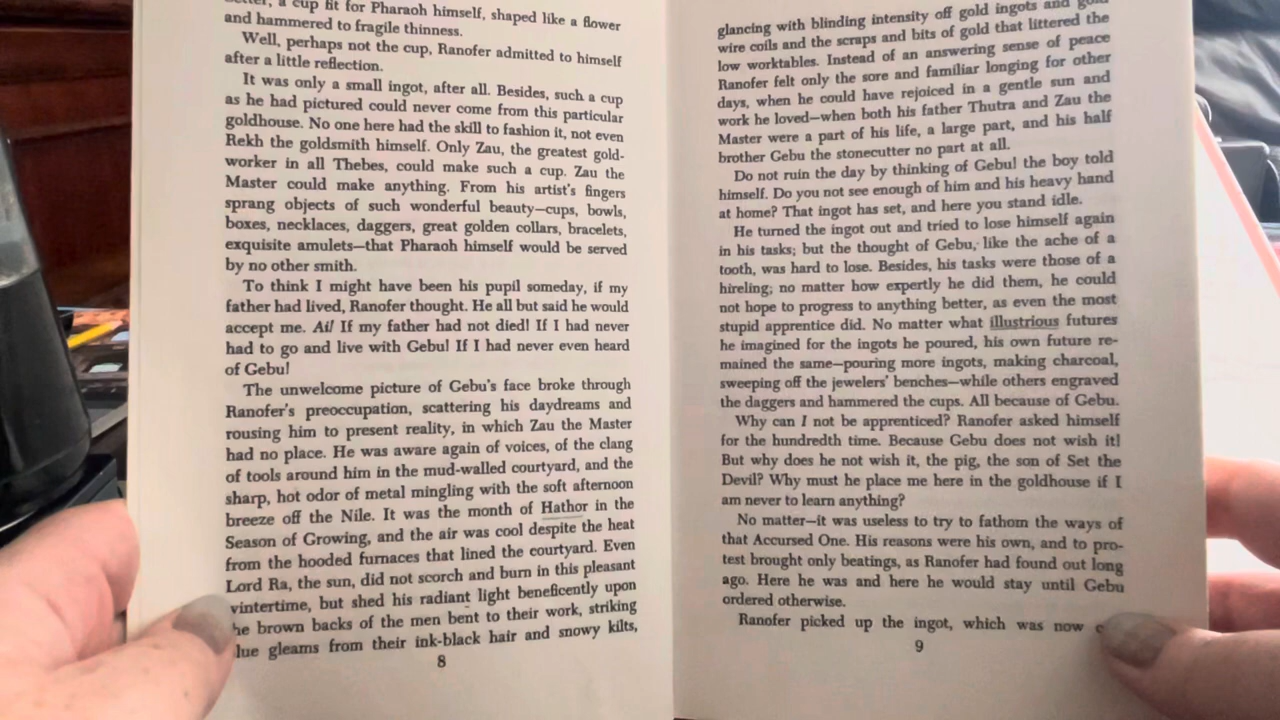 a cup fit for Pharaoh himself, shaped like a flower
and hammered to fragile thinness.
Well, perhaps not the cup, Ranofer admitted to himself
after a little reflection.
It was only a small ingot, after all. Besides, such a cup
as he had pictured could never come from this particular
goldhouse. No one here had the skill to fashion it, not even
Rekh the goldsmith himself. Only Zau, the greatest gold-
worker in all Thebes, could make such a cup. Zau the
Master could make anything. From his artist's fingers
sprang objects of such wonderful beauty—cups, bowls,
boxes, necklaces, daggers, great golden collars, bracelets,
exquisite amulets—that Pharaoh himself would be served
by no other smith.
To think I might have been his pupil someday, if my
father had lived, Ranofer thought. He all but said he would
accept me. Ai! If my father had not died! If I had never
had to go and live with Gebu! If I had never even heard
of Gebu!
The unwelcome picture of Gebu's face broke through
Ranofer's preoccupation, scattering his daydreams and
rousing him to present reality, in which Zau the Master
had no place. He was aware again of voices, of the clang
of tools around him in the mud-walled courtyard, and the
sharp, hot odor of metal mingling with the soft afternoon
breeze off the Nile. It was the month of Hathor in the
Season of Growing, and the air was cool despite the heat
from the hooded furnaces that lined the courtyard. Even
Lord Ra, the sun, did not scorch and burn in this pleasant
wintertime, but shed his radiant light beneficently upon
he brown backs of the men bent to their work, striking
lue gleams from their ink-black hair and snowy kilts,
8
glancing with blinding intensity off gold ingots and gold
wire coils and the scraps and bits of gold that littered the
low worktables. Instead of an answering sense of peace
Ranofer felt only the sore and familiar longing for other
days, when he could have rejoiced in a gentle sun and
work he loved—when both his father Thutra and Zau the
Master were a part of his life, a large part, and his half
brother Gebu the stonecutter no part at all.
Do not ruin the day by thinking of Gebu! the boy told
himself. Do you not see enough of him and his heavy hand
at home? That ingot has set, and here you stand idle.
He turned the ingot out and tried to lose himself again
in his tasks; but the thought of Gebu, like the ache of a
tooth, was hard to lose. Besides, his tasks were those of a
hireling; no matter how expertly he did them, he could
not hope to progress to anything better, as even the most
stupid apprentice did. No matter what illustrious futures
he imagined for the ingots he poured, his own future re-
mained the same—pouring more ingots, making charcoal,
sweeping off the jewelers' benches—while others engraved
the daggers and hammered the cups. All because of Gebu.
Why can I not be apprenticed? Ranofer asked himself
for the hundredth time. Because Gebu does not wish it!
But why does he not wish it, the pig, the son of Set the
Devil? Why must he place me here in the goldhouse if I
am never to learn anything?
No matter—it was useless to try to fathom the ways of
that Accursed One. His reasons were his own, and to pro-
test brought only beatings, as Ranofer had found out long
ago. Here he was and here he would stay until Gebu
ordered otherwise.
Ranofer picked up the ingot, which was now
9